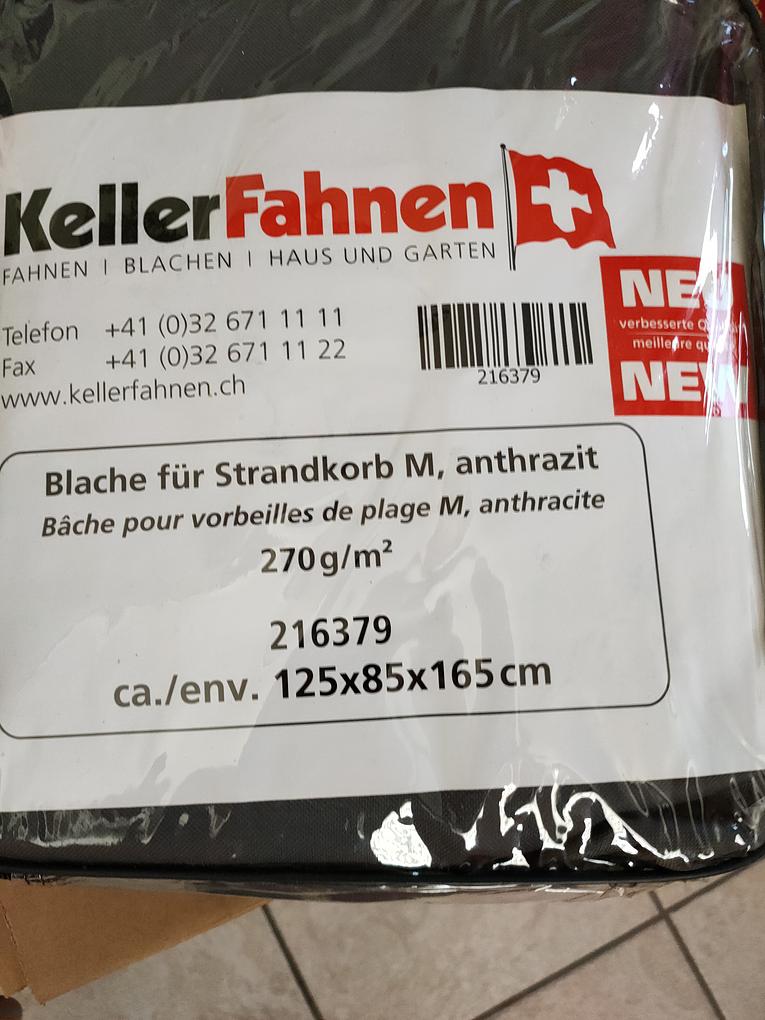 KellerFahnen
FAHNEN | BLACHEN | HAUS UND GARTEN
Telefon +41 (0)32 671 11 11
Fax +41 (0)32 671 11 22
www.kellerfahnen.ch
216379
NEU
verbesserte
meilleure
NEW
Blache für Strandkorb M, anthrazit
Bâche pour vorbeilles de plage M, anthracite
270g/m²
216379
ca./env. 125x85x165cm